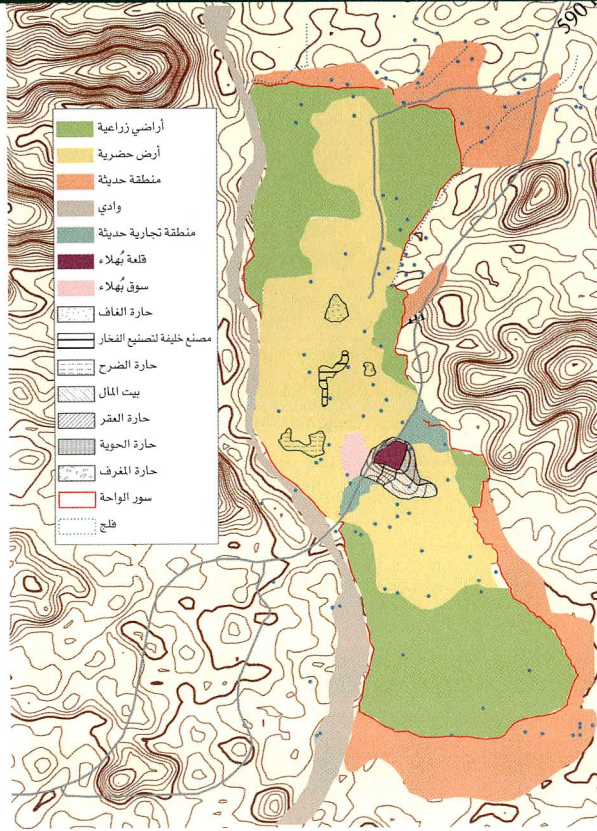 590
أراضي زراعية
أرض حضرية
منطقة حديثة
وادي
منطقة تجارية حديثة
قلعة بُهلاء
سوق بُهلاء
حارة الغاف
مصنع خليفة لتصنيع الفخار
حارة الضرح
بيت المال
حارة العقر
حارة الحوية
حارة المغرف
سور الواحة
فلج